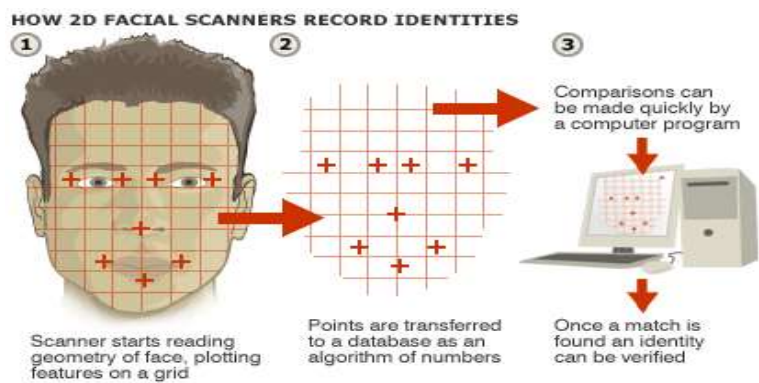 HOW 2D FACIAL SCANNERS RECORD IDENTITIES
1
Scanner starts reading
geometry of face, plotting
features on a grid
2
Points are transferred
to a database as an
algorithm of numbers
3
Comparisons can
be made quickly by
a computer program
Once a match is
found an identity
can be verified